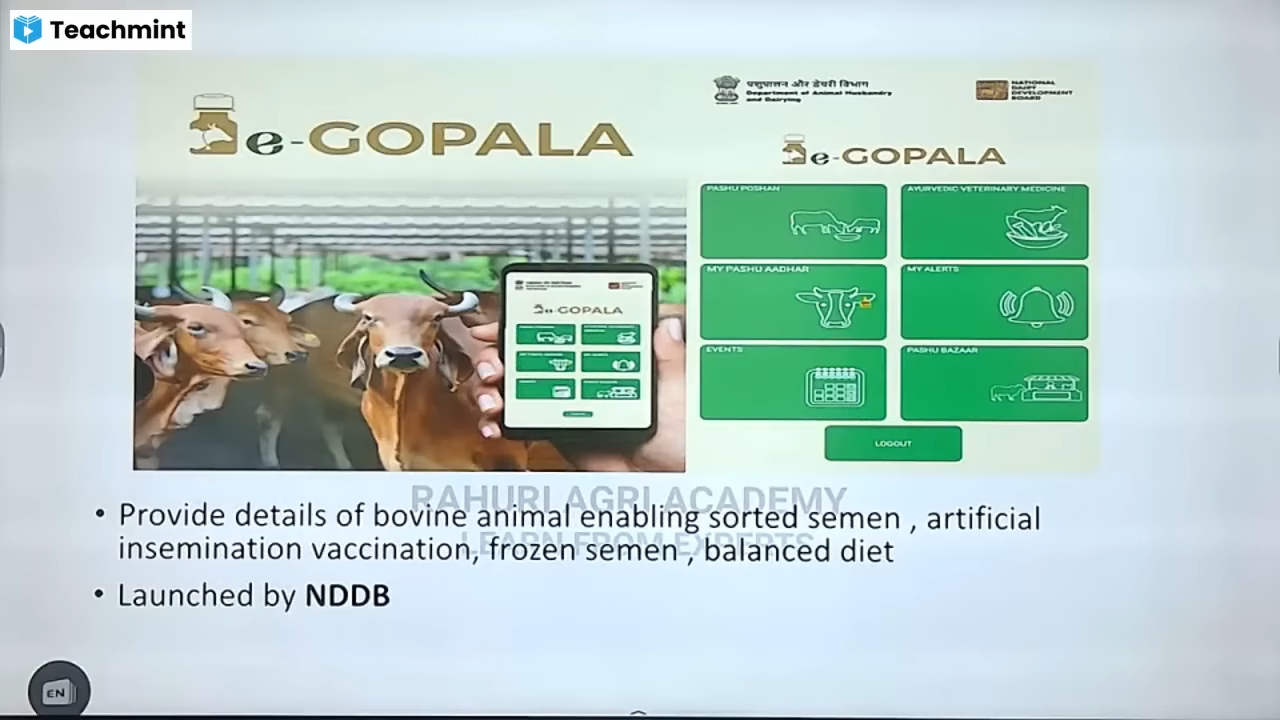 Teachmint
e-GOPALA
पशुपालन और डेयरी विभाग
Department of Animal Husbandry
and Dairying
NATIONAL
DAIRY
DEVELOPMENT
BOARD
e-GOPALA
PASHU POSHAN
AYURVEDIC VETERINARY MEDICINE
MY PASHU AADHAR
MY ALERTS
EVENTS
PASHU BAZAAR
LOGOUT
e-GOPALA
RAHURI AGRI ACADEMY
LEARN FROM EXPERTS
• Provide details of bovine animal enabling sorted semen , artificial
insemination vaccination, frozen semen , balanced diet
• Launched by NDDB
EN